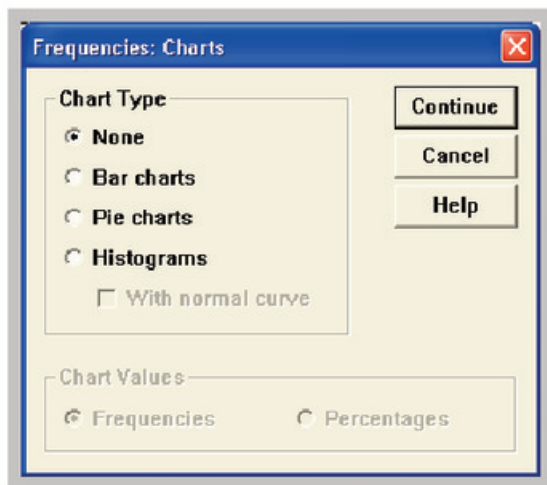 Frequencies: Charts
Chart Type
None
Bar charts
Pie charts
Histograms
With normal curve
Continue
Cancel
Help
Chart Values
Frequencies
Percentages